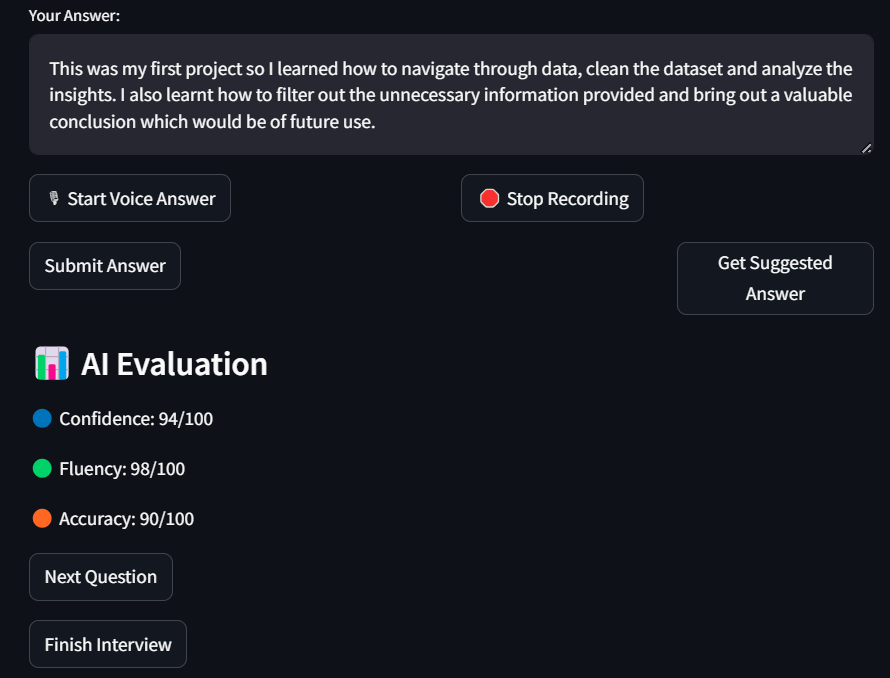 Your Answer:
This was my first project so I learned how to navigate through data, clean the dataset and analyze the
insights. I also learnt how to filter out the unnecessary information provided and bring out a valuable
conclusion which would be of future use.
Start Voice Answer
Stop Recording
Submit Answer
Get Suggested
Answer
AI Evaluation
Confidence: 94/100
Fluency: 98/100
Accuracy: 90/100
Next Question
Finish Interview